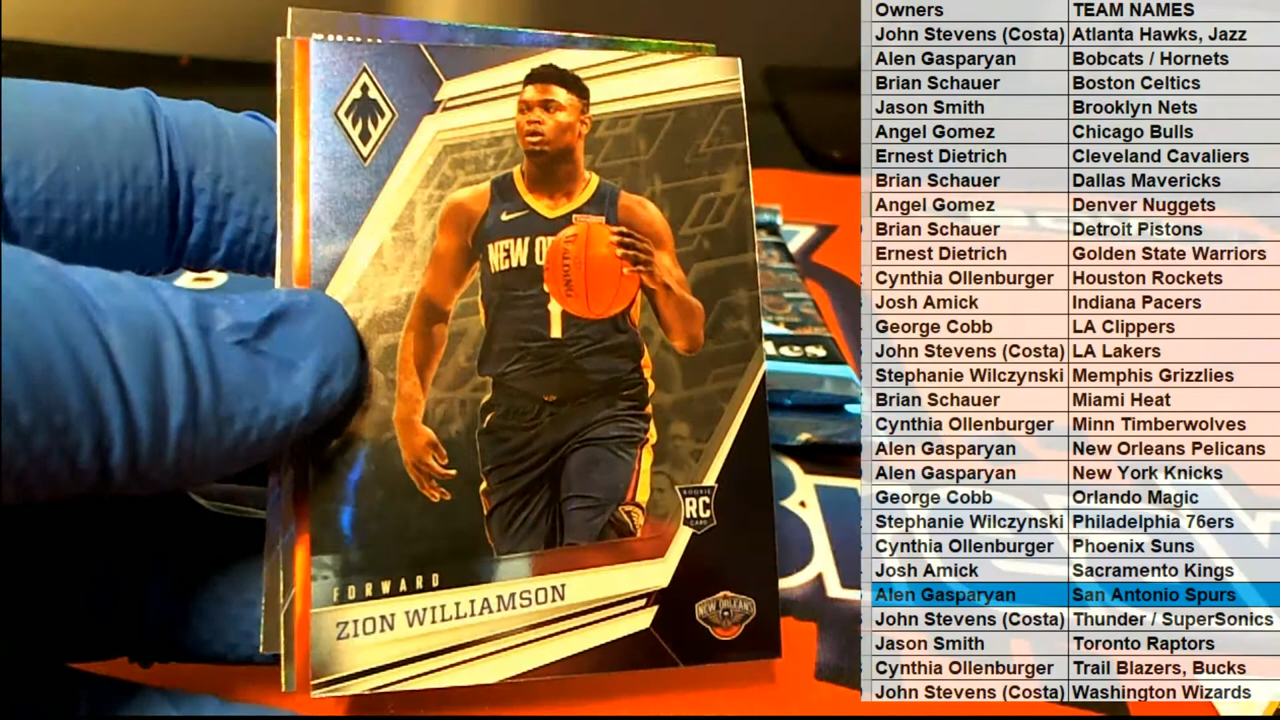 NEW O
SPALDING
1
ROOKIE
RC
CARD
FORWARD
ZION WILLIAMSON
NEW ORLEANS
ics
Owners TEAM NAMES
John Stevens (Costa) Atlanta Hawks, Jazz
Alen Gasparyan Bobcats / Hornets
Brian Schauer Boston Celtics
Jason Smith Brooklyn Nets
Angel Gomez Chicago Bulls
Ernest Dietrich Cleveland Cavaliers
Brian Schauer Dallas Mavericks
Angel Gomez Denver Nuggets
Brian Schauer Detroit Pistons
Ernest Dietrich Golden State Warriors
Cynthia Ollenburger Houston Rockets
Josh Amick Indiana Pacers
George Cobb LA Clippers
John Stevens (Costa) LA Lakers
Stephanie Wilczynski Memphis Grizzlies
Brian Schauer Miami Heat
Cynthia Ollenburger Minn Timberwolves
Alen Gasparyan New Orleans Pelicans
Alen Gasparyan New York Knicks
George Cobb Orlando Magic
Stephanie Wilczynski Philadelphia 76ers
Cynthia Ollenburger Phoenix Suns
Josh Amick Sacramento Kings
Alen Gasparyan San Antonio Spurs
John Stevens (Costa) Thunder / SuperSonics
Jason Smith Toronto Raptors
Cynthia Ollenburger Trail Blazers, Bucks
John Stevens (Costa) Washington Wizards